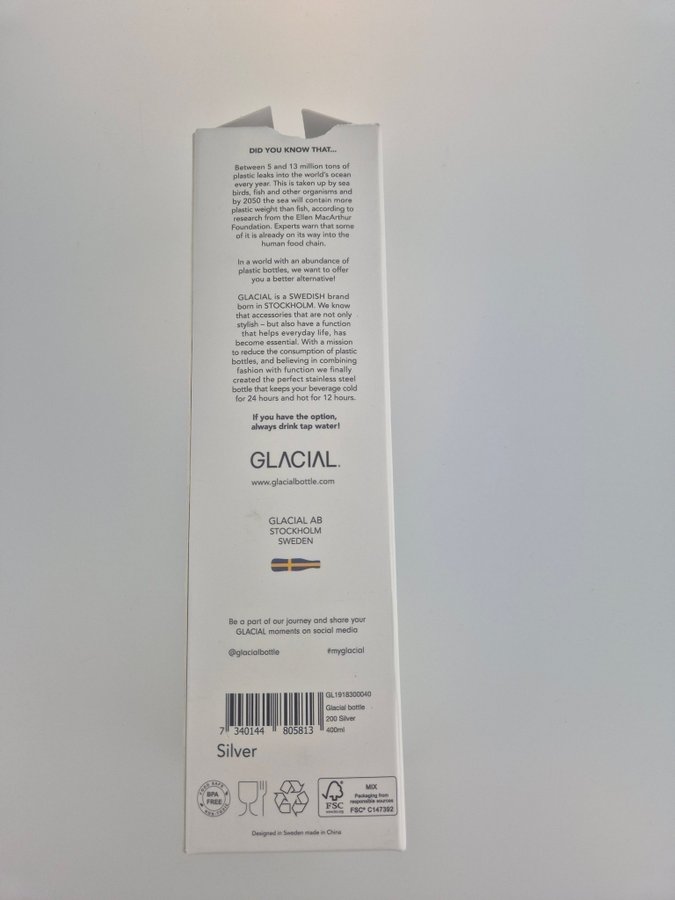 DID YOU KNOW THAT...
Between 5 and 13 million tons of
plastic leaks into the world's ocean
every year. This is taken up by sea
birds, fish and other organisms and
by 2050 the sea will contain more
plastic weight than fish, according to
research from the Ellen MacArthur
Foundation. Experts warn that some
of it is already on its way into the
human food chain.
In a world with an abundance of
plastic bottles, we want to offer
you a better alternative!
GLACIAL is a SWEDISH brand
born in STOCKHOLM. We know
that accessories that are not only
stylish – but also have a function
that helps everyday life, has
become essential. With a mission
to reduce the consumption of plastic
bottles, and believing in combining
fashion with function we finally
created the perfect stainless steel
bottle that keeps your beverage cold
for 24 hours and hot for 12 hours.
If you have the option,
always drink tap water!
GLACIAL.
www.glacialbottle.com
GLACIAL AB
STOCKHOLM
SWEDEN
Be a part of our journey and share your
GLACIAL moments on social media
@glacialbottle #myglacial
GL1918300040
Glacial bottle
200 Silver
400ml
7 340144 805813
Silver
FOOD SAFE
BPA
FREE
NON-TOXIC
FSC
MIX
Packaging from
responsible sources
FSC® C147392
Designed in Sweden made in China